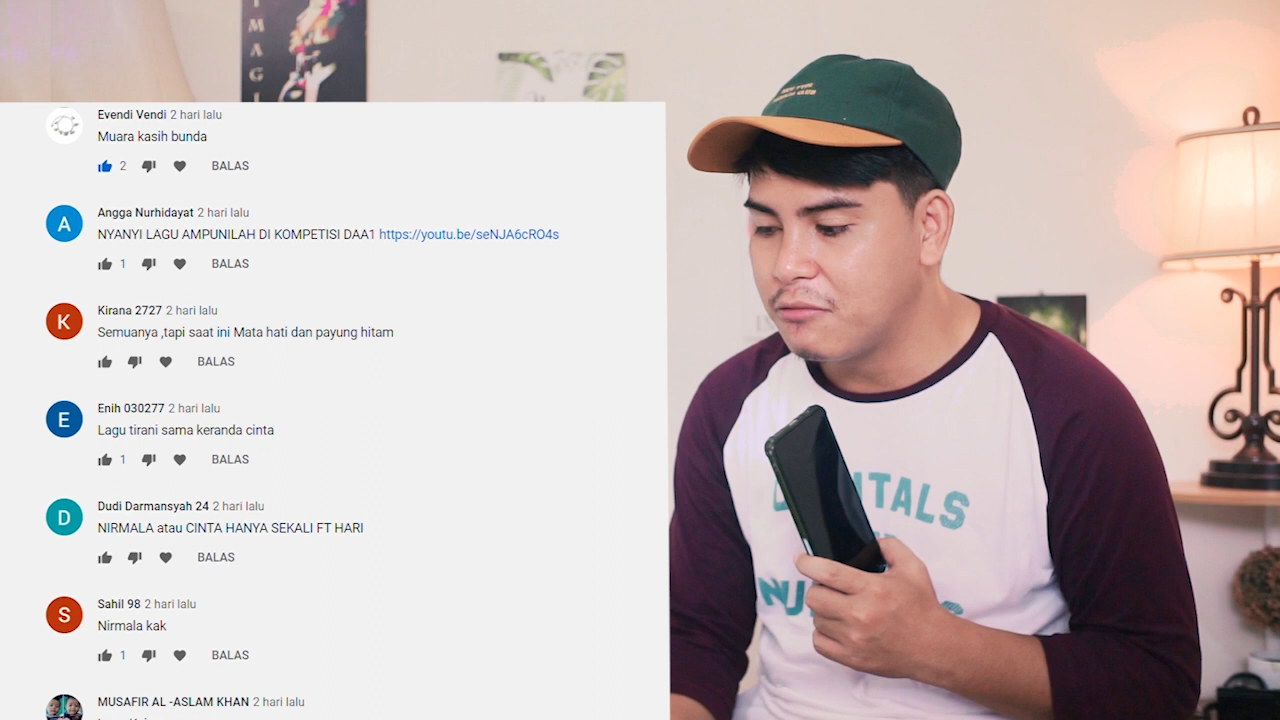 IMAGI
Evendi Vendi 2 hari lalu
Muara kasih bunda
2 BALAS
A
Angga Nurhidayat 2 hari lalu
NYANYI LAGU AMPUNILAH DI KOMPETISI DAA1 https://youtu.be/seNJA6cRO4s
1 BALAS
K
Kirana 2727 2 hari lalu
Semuanya ,tapi saat ini Mata hati dan payung hitam
BALAS
E
Enih 030277 2 hari lalu
Lagu tirani sama keranda cinta
1 BALAS
D
Dudi Darmansyah 24 2 hari lalu
NIRMALA atau CINTA HANYA SEKALI FT HARI
BALAS
S
Sahil 98 2 hari lalu
Nirmala kak
1 BALAS
MUSAFIR AL -ASLAM KHAN 2 hari lalu